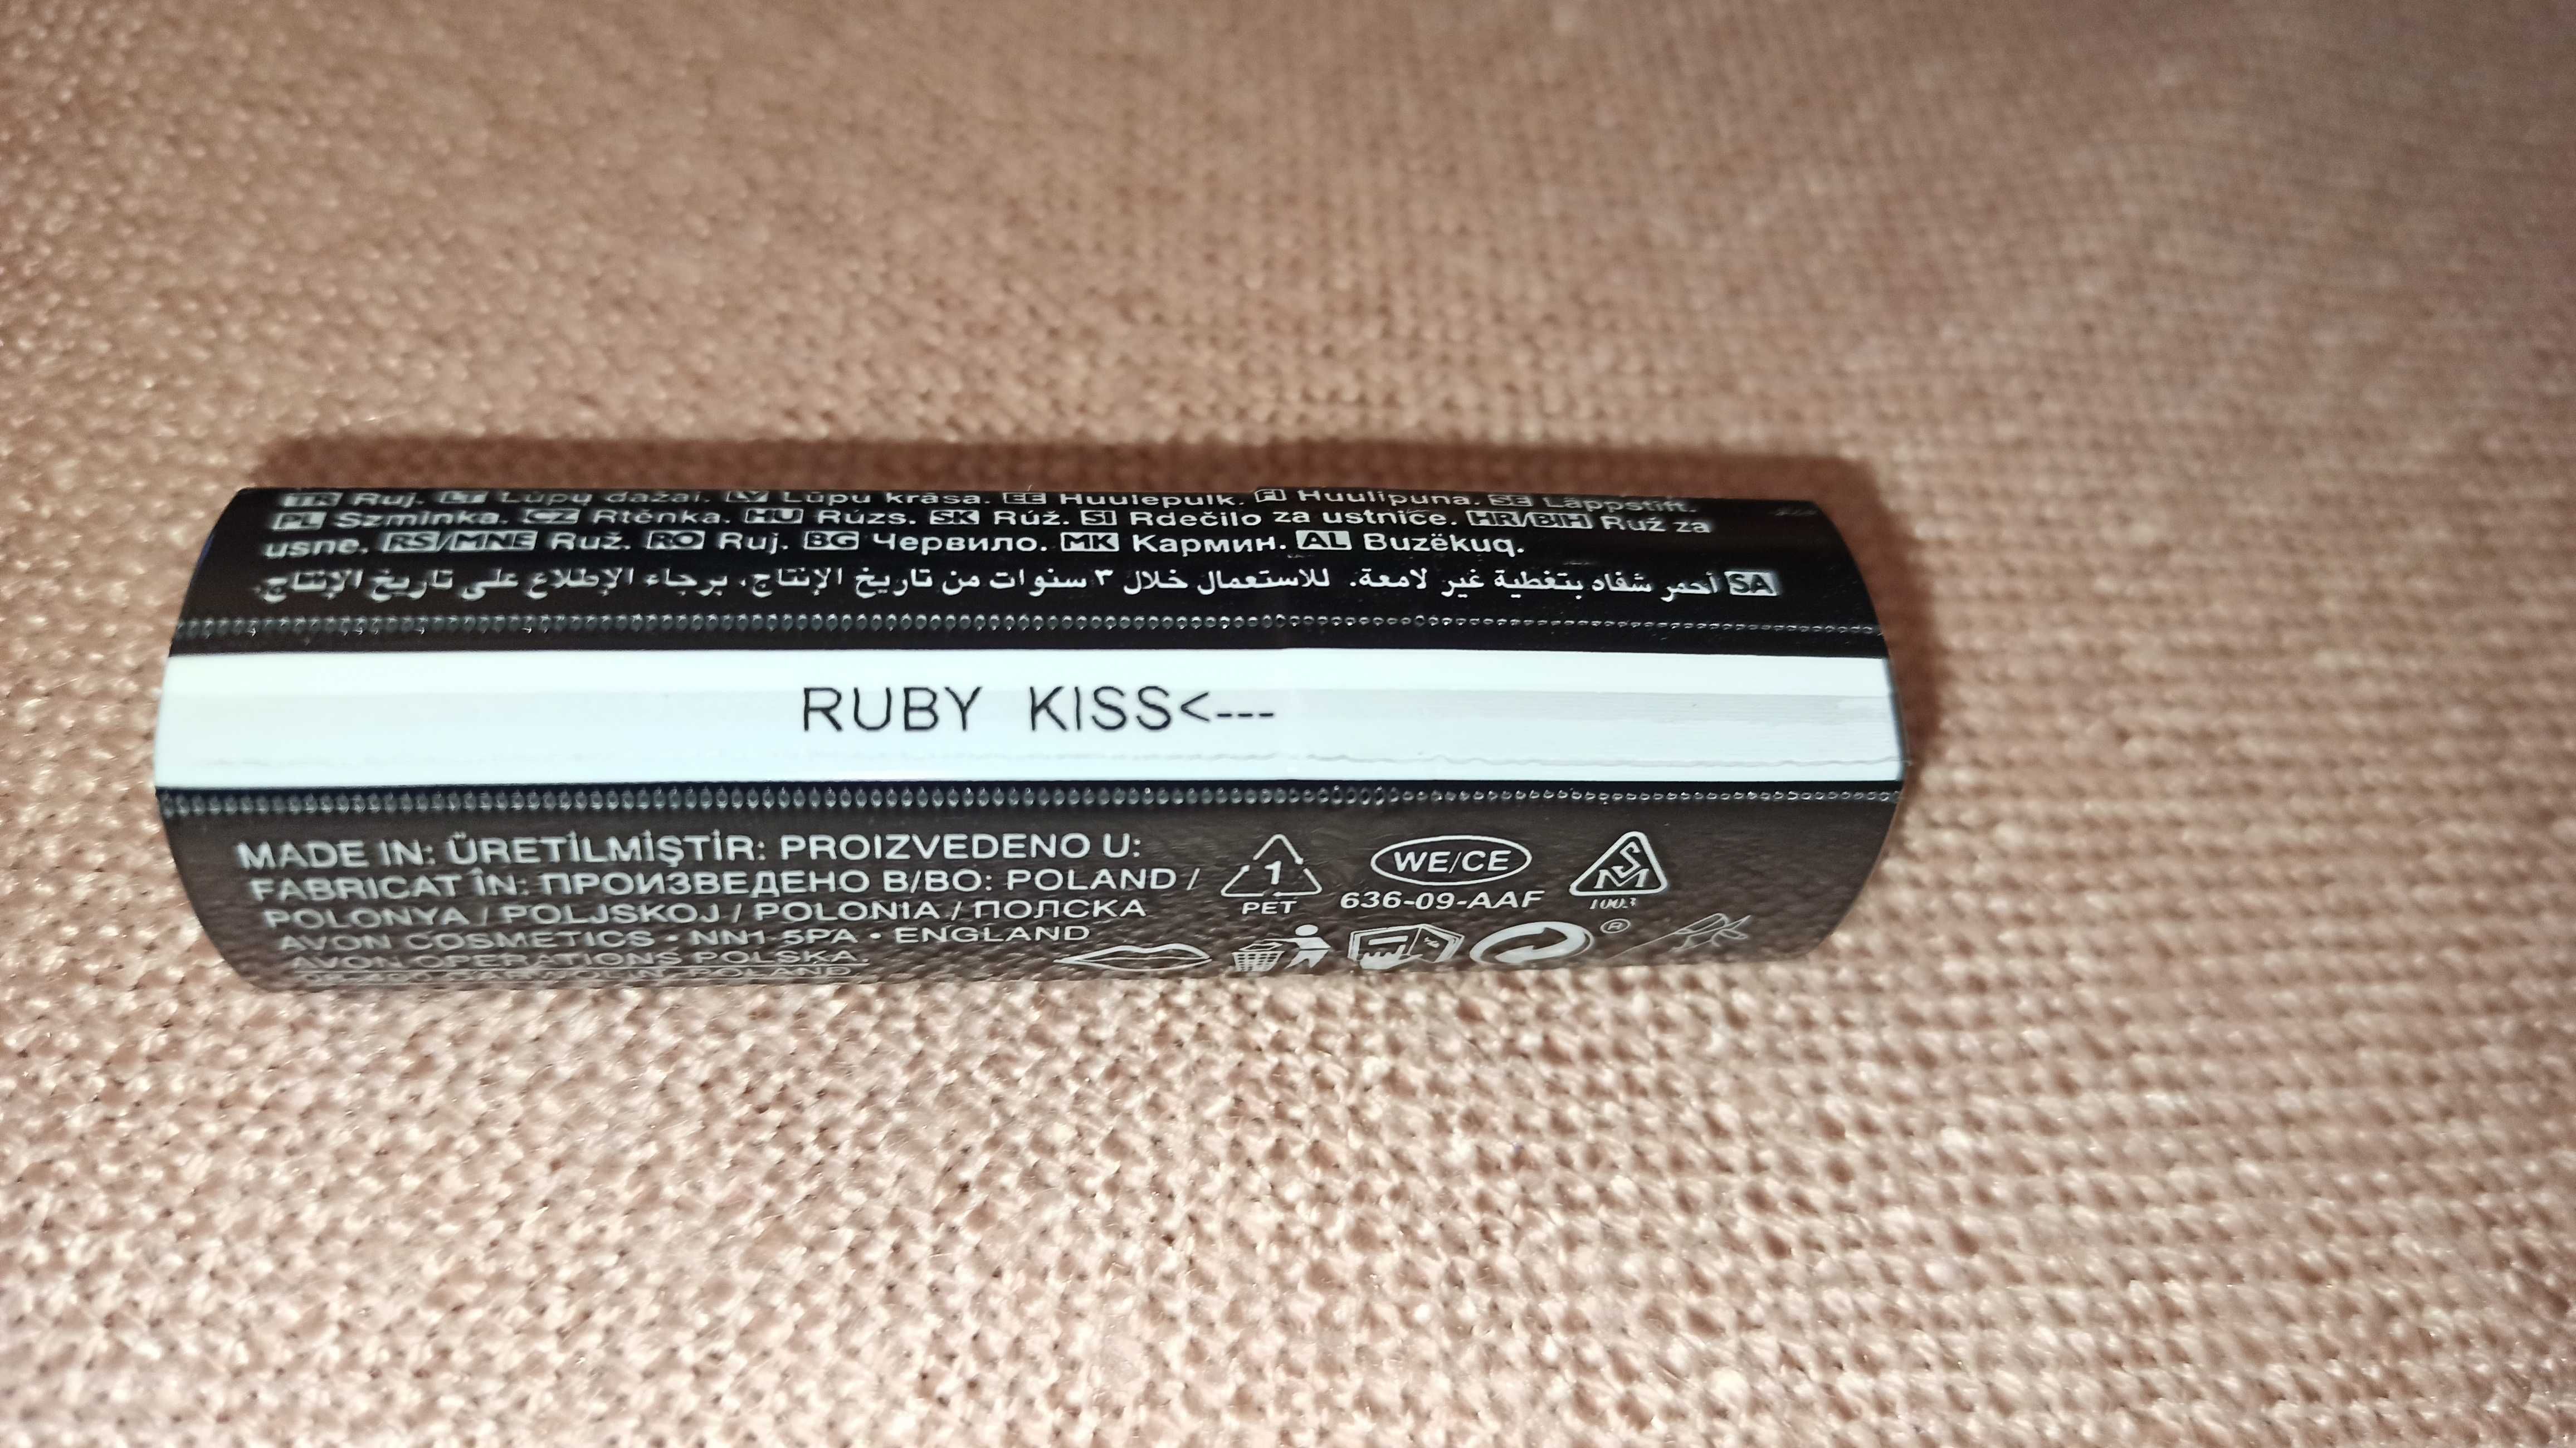 TR Ruj. LT Lūpų dažai. LV Lūpu krāsa. EE Huulepulk. FI Huulipuna. SE Läppstift.
PL Szminka. CZ Rtěnka. HU Rúzs. SK Rúž. SI Rdečilo za ustnice. HR/BIH Ruž za
usne. RS/MNE Ruž. RO Ruj. BG Червило. MK Кармин. AL Buzëkuq.
SA أحمر شفاه بتغطية غير لامعة. للاستعمال خلال ٣ سنوات من تاريخ الإنتاج. برجاء الإطلاع على تاريخ الإنتاج.
RUBY KISS<---
MADE IN: ÜRETİLMİŞTİR: PROIZVEDENO U:
FABRICAT ÎN: ПРОИЗВЕДЕНО В/ВО: POLAND /
POLONYA / POLJSKOJ / POLONIA / ПОЛСКА
AVON COSMETICS • NN1 5PA • ENGLAND
AVON OPERATIONS POLSKA.
POLAND
1
PET
WE/CE
636-09-AAF
SM
1003
®